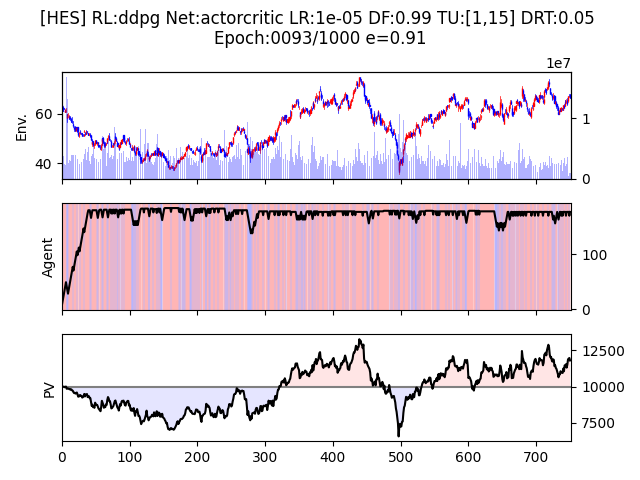 [HES] RL:ddpg Net:actorcritic LR:1e-05 DF:0.99 TU:[1,15] DRT:0.05
Epoch:0093/1000 e=0.91
1e7
Env.
60
40
1
0
Agent
100
0
PV
12500
10000
7500
0 100 200 300 400 500 600 700